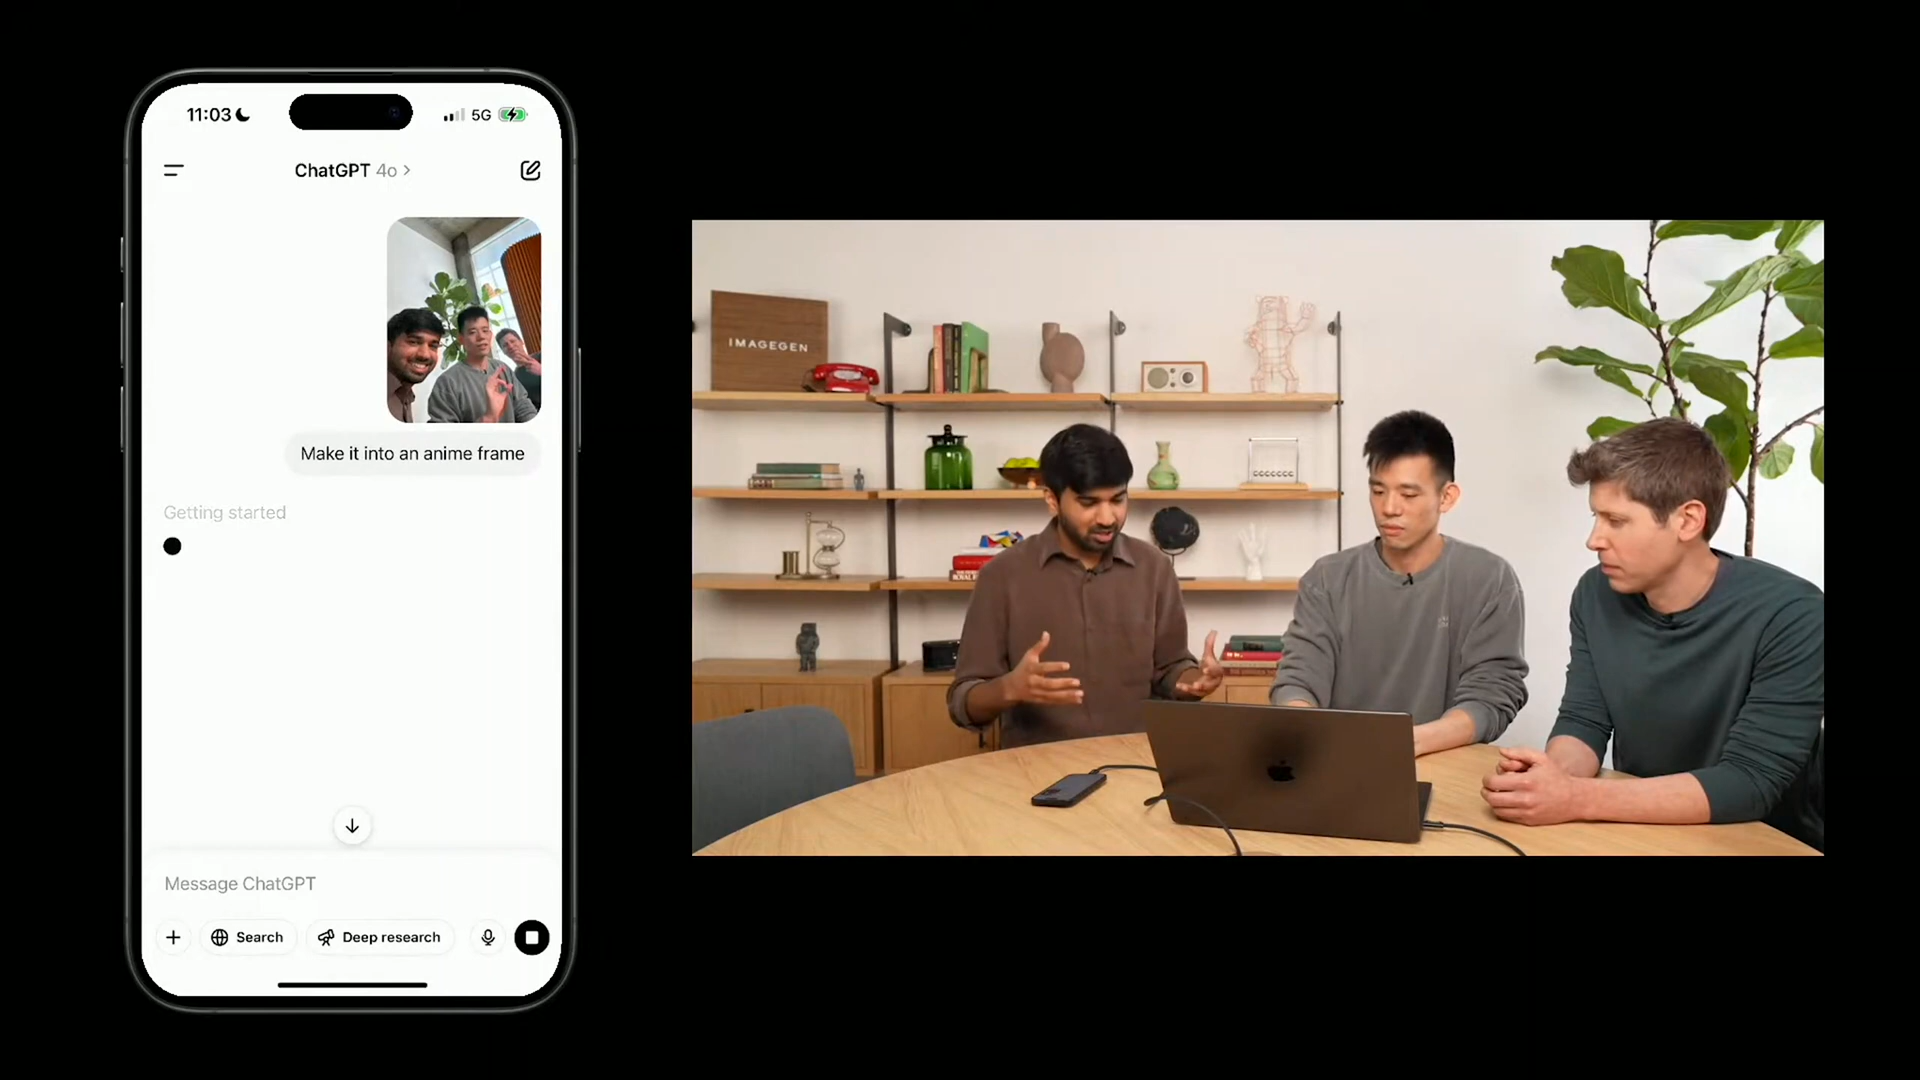 11:03
5G
ChatGPT 4o >
Make it into an anime frame
Getting started
Message ChatGPT
Search
Deep research
IMAGEGEN
ROYAL